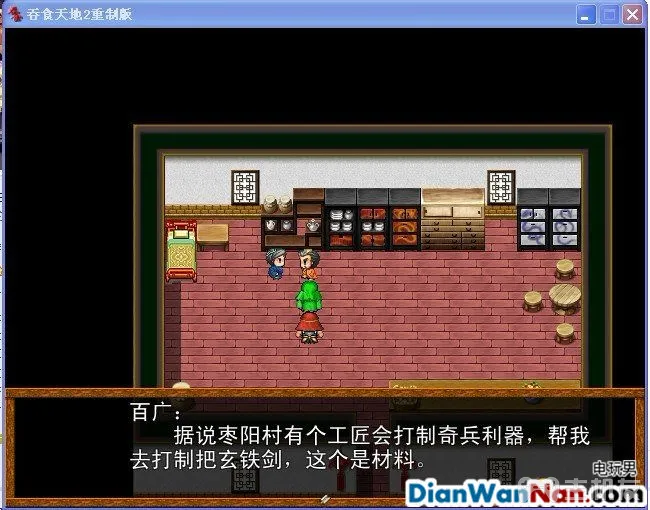 吞食天地2重制版
百广：
据说枣阳村有个工匠会打制奇兵利器，帮我
去打制把玄铁剑，这个是材料。
电玩男
DianWanNan.com